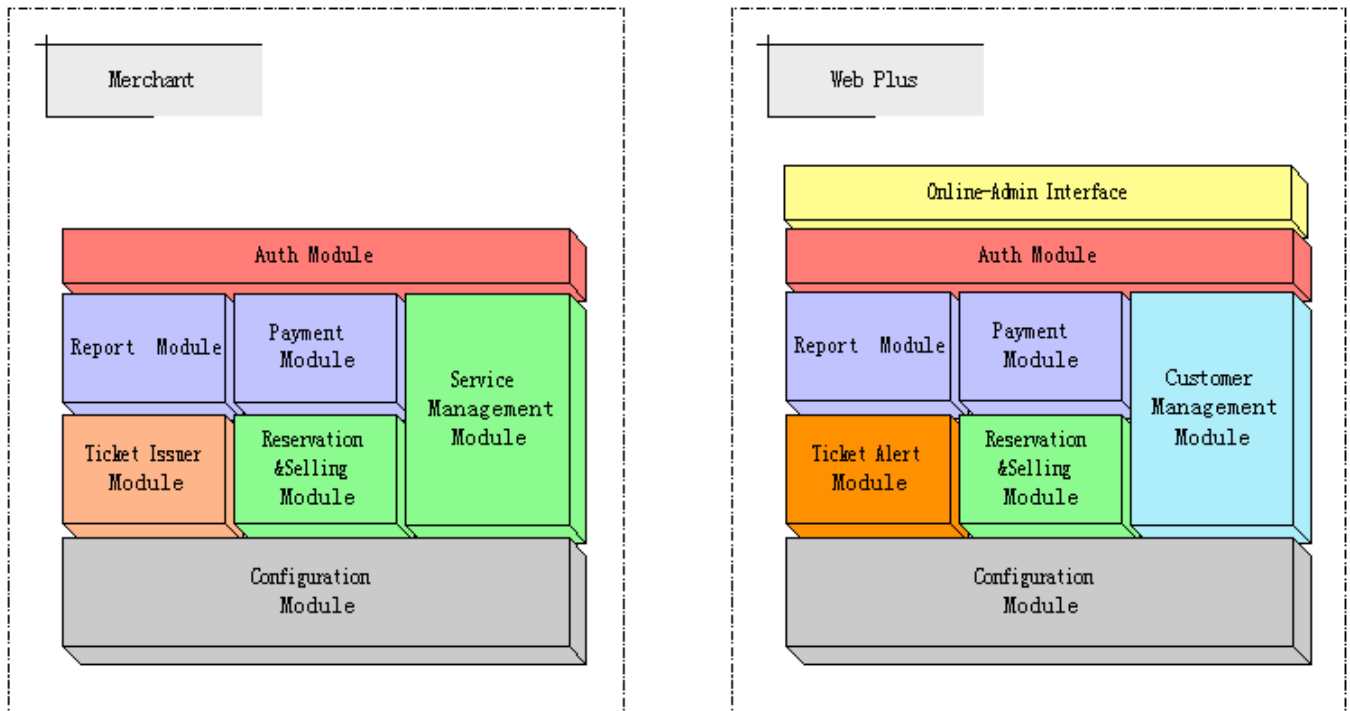 Merchant
Auth Module
Report Module
Payment
Module
Service
Management
Module
Ticket Issuer
Module
Reservation
&Selling
Module
Configuration
Module
Web Plus
Online-Admin Interface
Auth Module
Report Module
Payment
Module
Customer
Management
Module
Ticket Alert
Module
Reservation
&Selling
Module
Configuration
Module